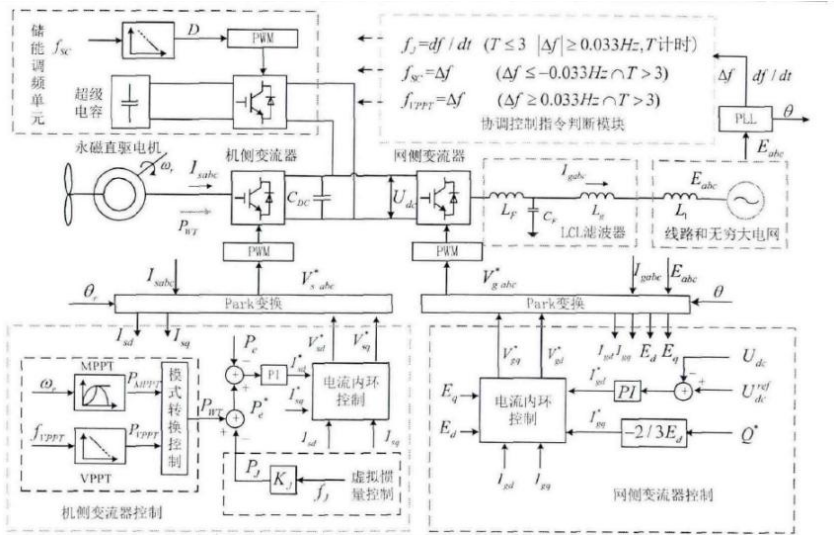 储能调频单元
f_SC
D
PWM
超级电容
f_J=df/dt (T≤3 |Δf|≥0.033Hz,T计时)
f_SC=Δf (Δf≤-0.033Hz∩T>3)
f_VPPT=Δf (Δf≥0.033Hz∩T>3)
协调控制指令判断模块
Δf
df/dt
PLL
θ
E_abc
永磁直驱电机
ω_r
I_sabc
P_WT
机侧变流器
C_DC
U_dc
网侧变流器
L_F
C_F
I_gabc
L_g
LCL滤波器
E_abc
L_l
线路和无穷大电网
PWM
PWM
θ_r
I_sabc
V*_s abc
Park变换
V*_g abc
I_gabc
E_abc
Park变换
θ
I_sd
I_sq
V*_sd
V*_sq
MPPT
ω_r
P_MPPT
f_VPPT
P_VPPT
VPPT
模式转换控制
P_WT
P_e
P*_e
PI
I*_sd
I*_sq
电流内环控制
I_sd
I_sq
P_J
K_J
f_J
虚拟惯量控制
机侧变流器控制
V*_gq
V*_gd
I_gd
I_gq
E_d
E_q
E_q
E_d
电流内环控制
I*_gd
PI
U_dc
U_dc^ref
I*_gq
-2/3E_d
Q*
I_gd
I_gq
网侧变流器控制